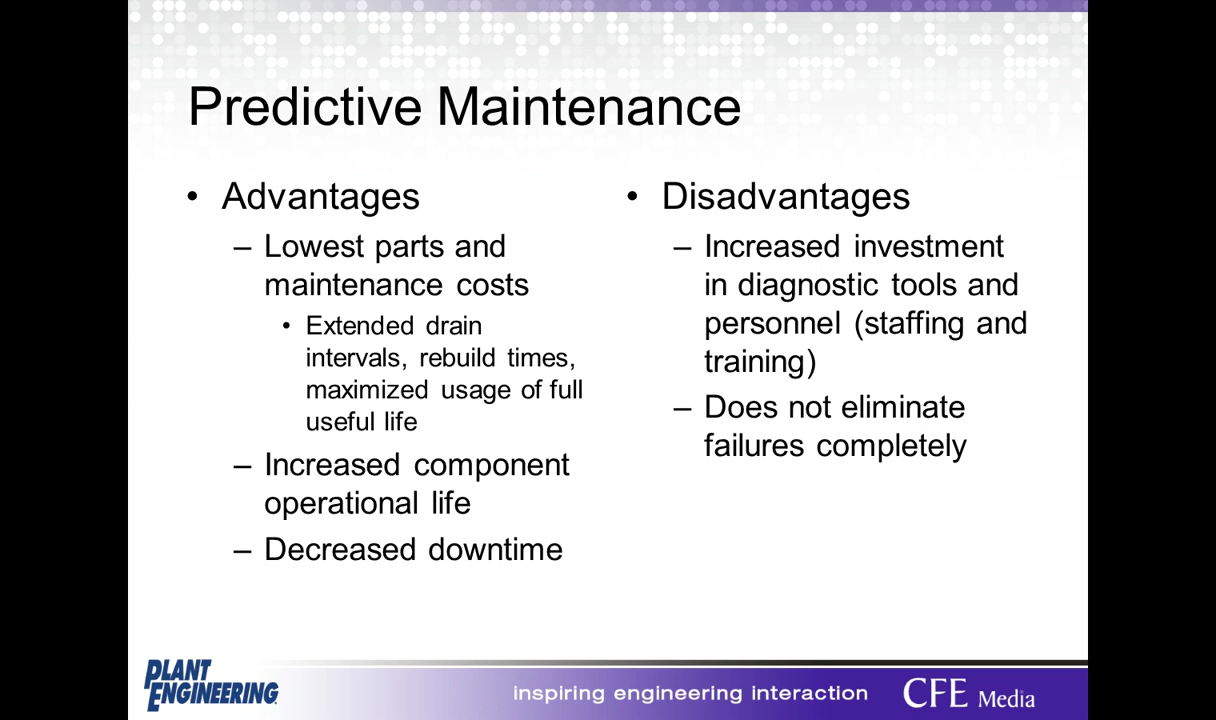 Predictive Maintenance
• Advantages
– Lowest parts and
maintenance costs
• Extended drain
intervals, rebuild times,
maximized usage of full
useful life
– Increased component
operational life
– Decreased downtime
• Disadvantages
– Increased investment
in diagnostic tools and
personnel (staffing and
training)
– Does not eliminate
failures completely
PLANT
ENGINEERING
inspiring engineering interaction
CFE Media